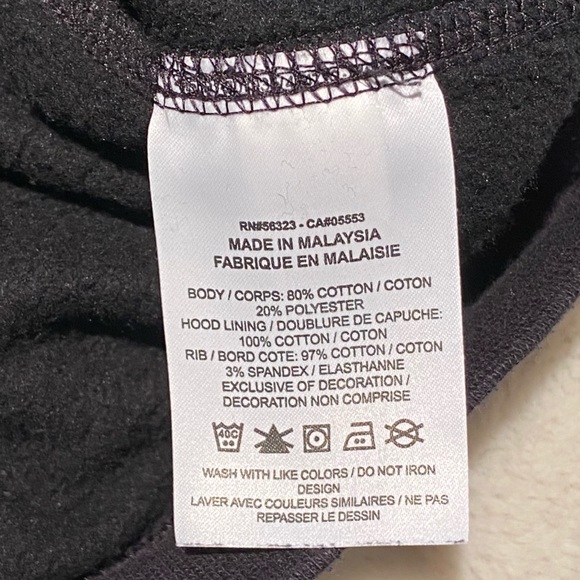 RN#56323 - CA#05553
MADE IN MALAYSIA
FABRIQUE EN MALAISIE
BODY / CORPS: 80% COTTON / COTON
20% POLYESTER
HOOD LINING / DOUBLURE DE CAPUCHE:
100% COTTON / COTON
RIB / BORD COTE: 97% COTTON / COTON
3% SPANDEX / ELASTHANNE
EXCLUSIVE OF DECORATION /
DECORATION NON COMPRISE
40C
WASH WITH LIKE COLORS / DO NOT IRON
DESIGN
LAVER AVEC COULEURS SIMILAIRES / NE PAS
REPASSER LE DESSIN